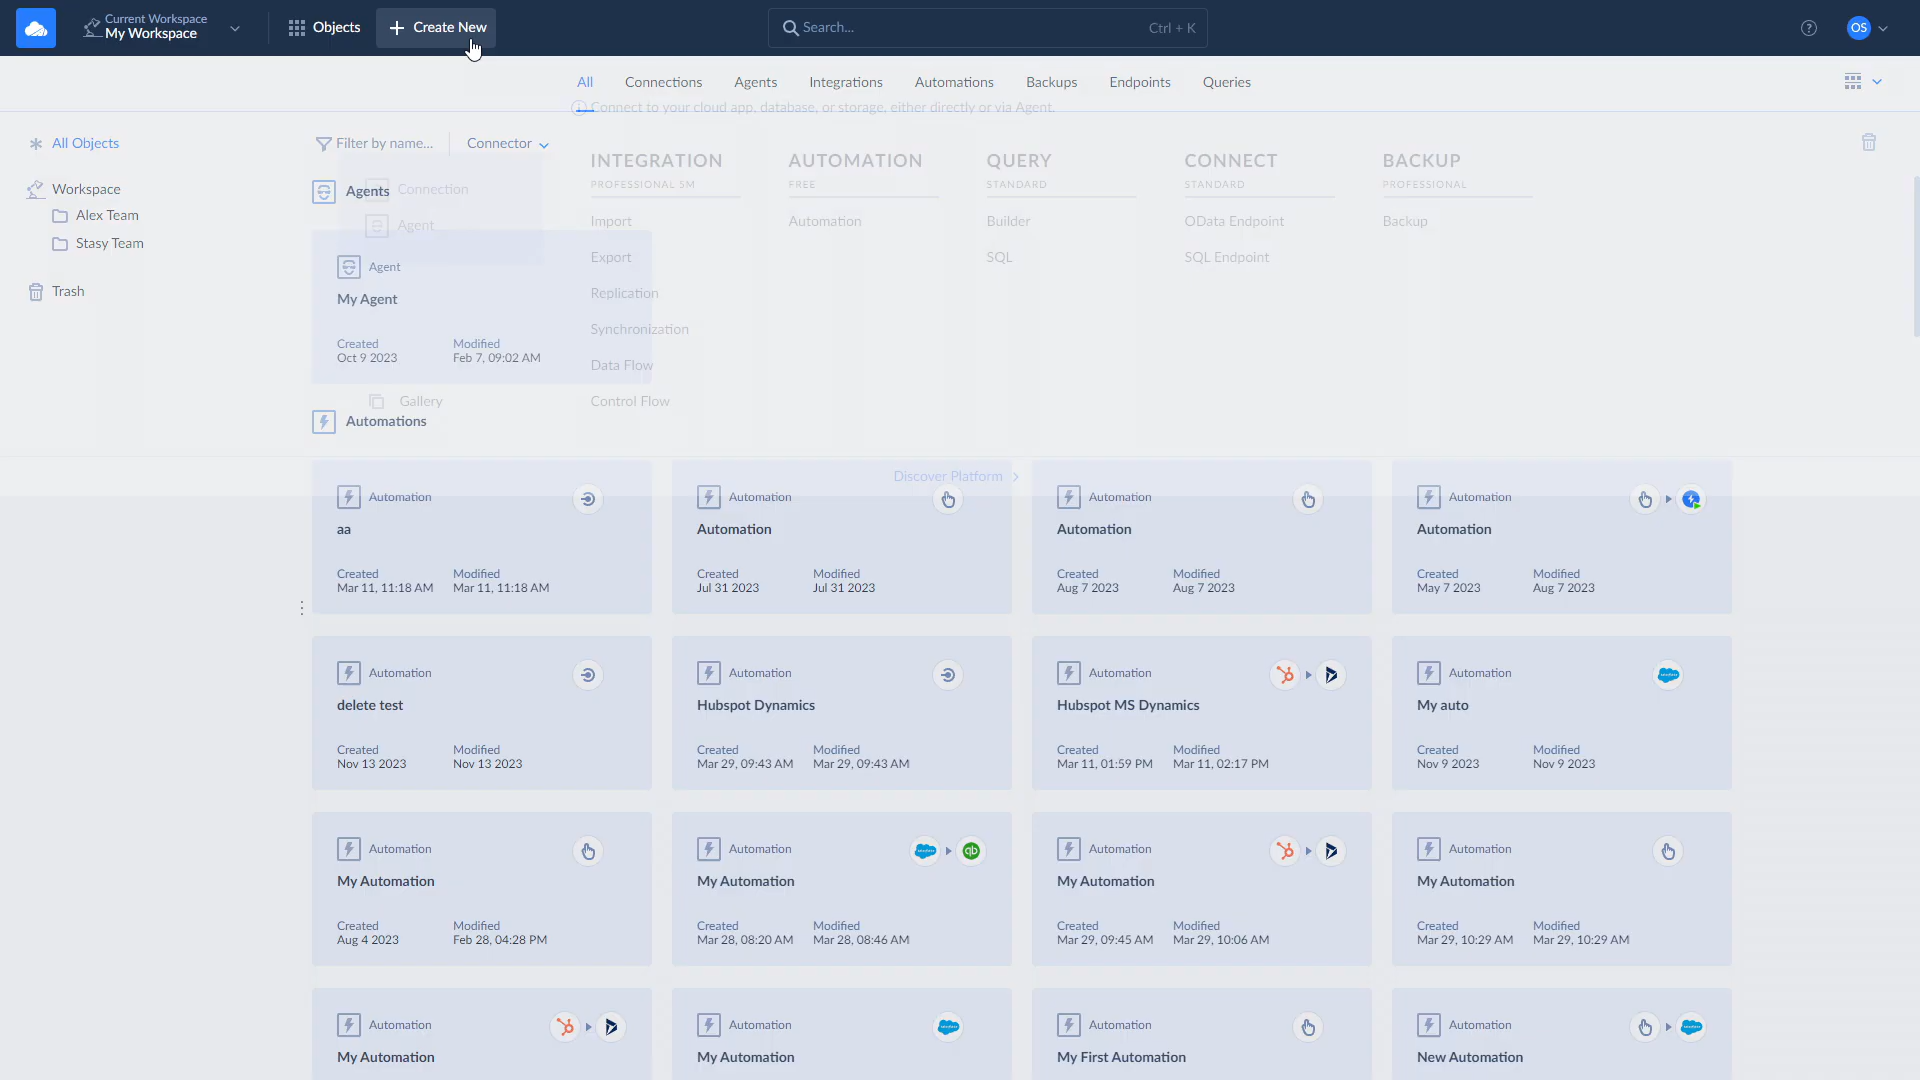 Current Workspace
My Workspace
Objects
Create New
Search...
Ctrl + K
OS
All
Connections
Agents
Integrations
Automations
Backups
Endpoints
Queries
Connect to your cloud app, database, or storage, either directly or via Agent.
All Objects
Workspace
Alex Team
Stasy Team
Trash
Filter by name...
Connector
Connection
Agent
Gallery
INTEGRATION
PROFESSIONAL 5M
Import
Export
Replication
Synchronization
Data Flow
Control Flow
AUTOMATION
FREE
Automation
QUERY
STANDARD
Builder
SQL
CONNECT
STANDARD
OData Endpoint
SQL Endpoint
BACKUP
PROFESSIONAL
Backup
Discover Platform
Agents
Agent
My Agent
Created Modified
Oct 9 2023 Feb 7, 09:02 AM
Automations
Automation
aa
Created Modified
Mar 11, 11:18 AM Mar 11, 11:18 AM
Automation
Automation
Created Modified
Jul 31 2023 Jul 31 2023
Automation
Automation
Created Modified
Aug 7 2023 Aug 7 2023
Automation
Automation
Created Modified
May 7 2023 Aug 7 2023
Automation
delete test
Created Modified
Nov 13 2023 Nov 13 2023
Automation
Hubspot Dynamics
Created Modified
Mar 29, 09:43 AM Mar 29, 09:43 AM
Automation
Hubspot MS Dynamics
Created Modified
Mar 11, 01:59 PM Mar 11, 02:17 PM
Automation
My auto
Created Modified
Nov 9 2023 Nov 9 2023
Automation
My Automation
Created Modified
Aug 4 2023 Feb 28, 04:28 PM
Automation
qb
My Automation
Created Modified
Mar 28, 08:20 AM Mar 28, 08:46 AM
Automation
My Automation
Created Modified
Mar 29, 09:45 AM Mar 29, 10:06 AM
Automation
My Automation
Created Modified
Mar 29, 10:29 AM Mar 29, 10:29 AM
Automation
My Automation
Automation
My Automation
Automation
My First Automation
Automation
New Automation